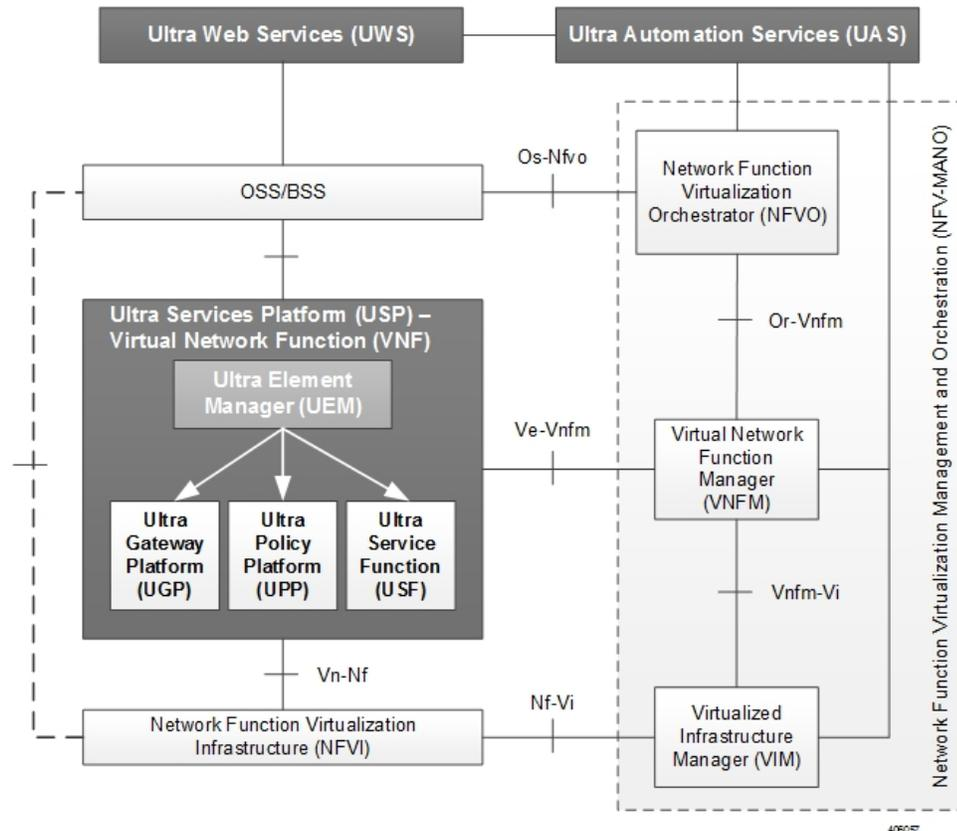 Ultra Web Services (UWS)
Ultra Automation Services (UAS)
Os-Nfvo
OSS/BSS
Network Function
Virtualization
Orchestrator (NFVO)
Ultra Services Platform (USP) –
Virtual Network Function (VNF)
Or-Vnfm
Ultra Element
Manager (UEM)
Ve-Vnfm
Virtual Network
Function
Manager
(VNFM)
Ultra
Gateway
Platform
(UGP)
Ultra
Policy
Platform
(UPP)
Ultra
Service
Function
(USF)
Vnfm-Vi
Vn-Nf
Nf-Vi
Network Function Virtualization
Infrastructure (NFVI)
Virtualized
Infrastructure
Manager (VIM)
Network Function Virtualization Management and Orchestration (NFV-MANO)